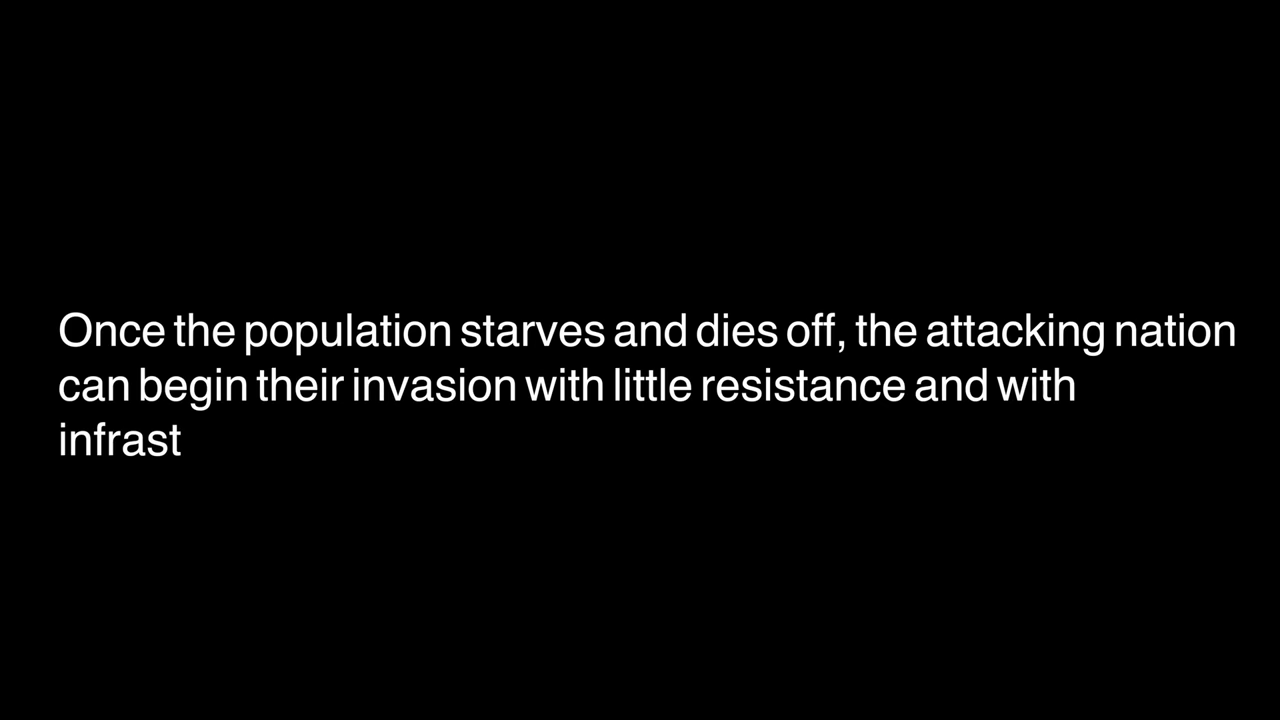 Once the population starves and dies off, the attacking nation
can begin their invasion with little resistance and with
infrast